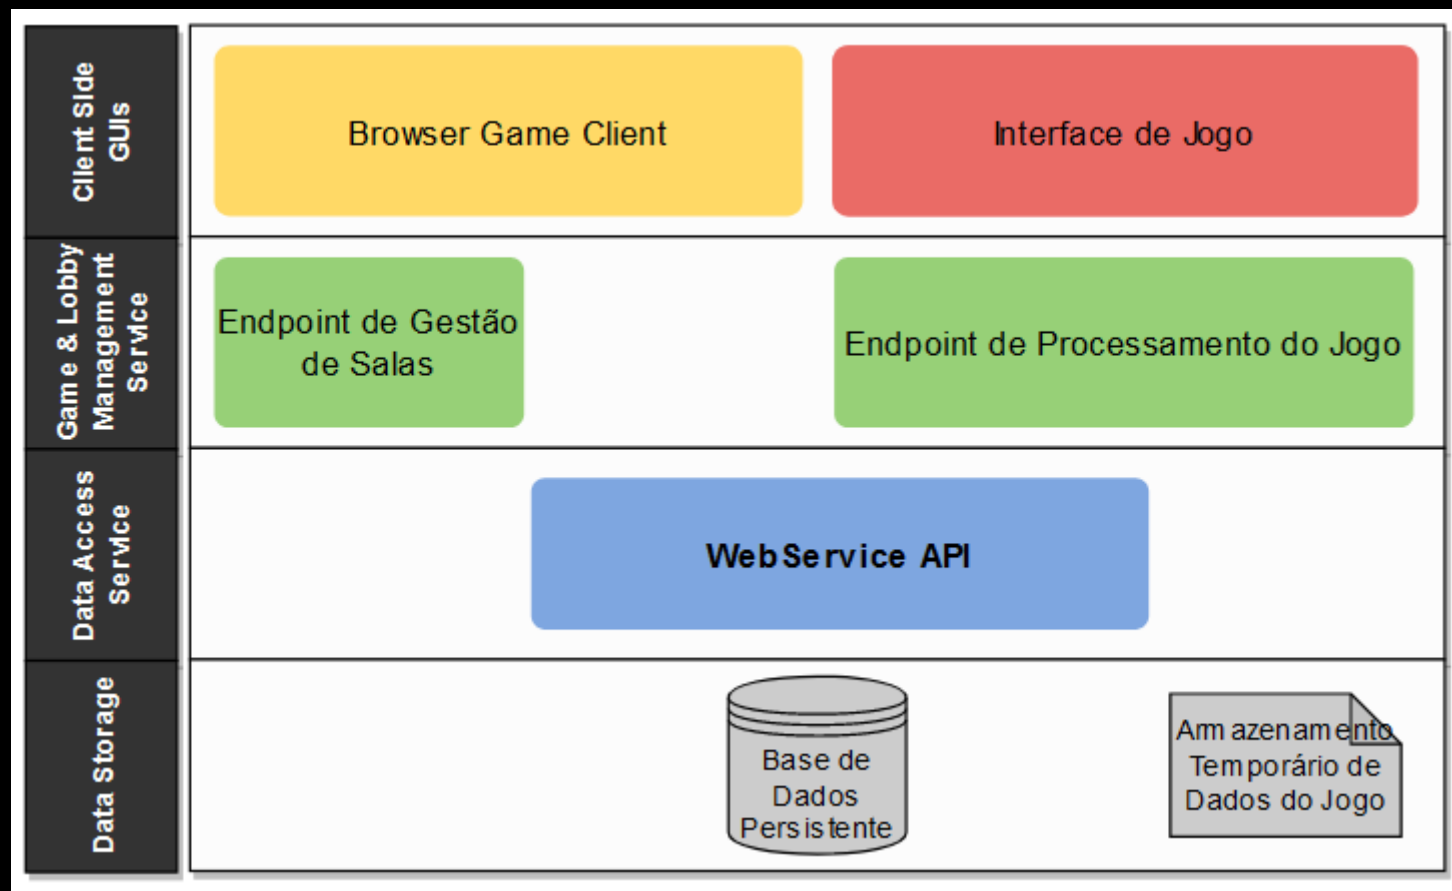 Client Side
GUIs
Browser Game Client
Interface de Jogo
Game & Lobby
Management
Service
Endpoint de Gestão
de Salas
Endpoint de Processamento do Jogo
Data Access
Service
WebService API
Data Storage
Base de
Dados
Persistente
Armazenamento
Temporário de
Dados do Jogo